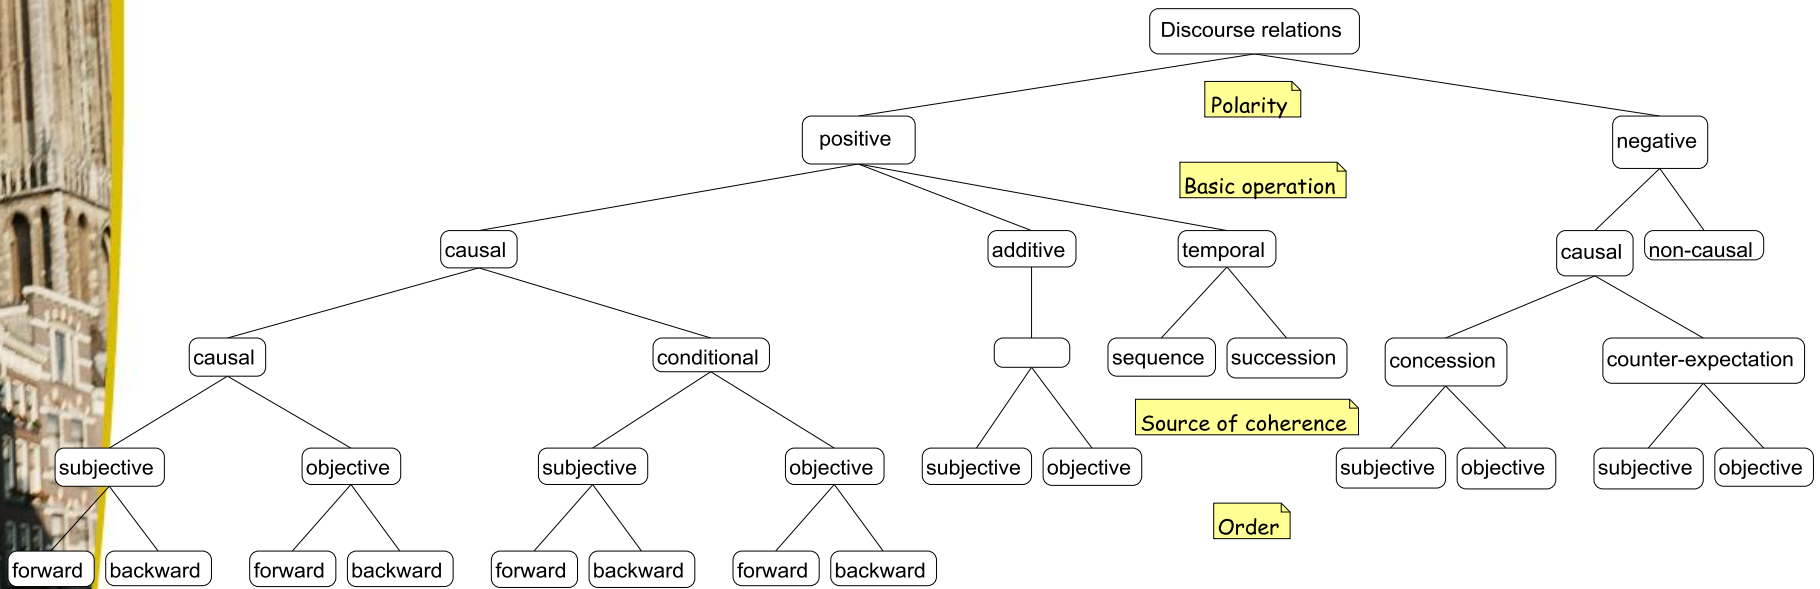 Discourse relations
Polarity
positive
negative
Basic operation
causal
additive
temporal
causal
non-causal
causal
conditional
sequence
succession
concession
counter-expectation
Source of coherence
subjective
objective
subjective
objective
subjective
objective
subjective
objective
subjective
objective
Order
forward
backward
forward
backward
forward
backward
forward
backward